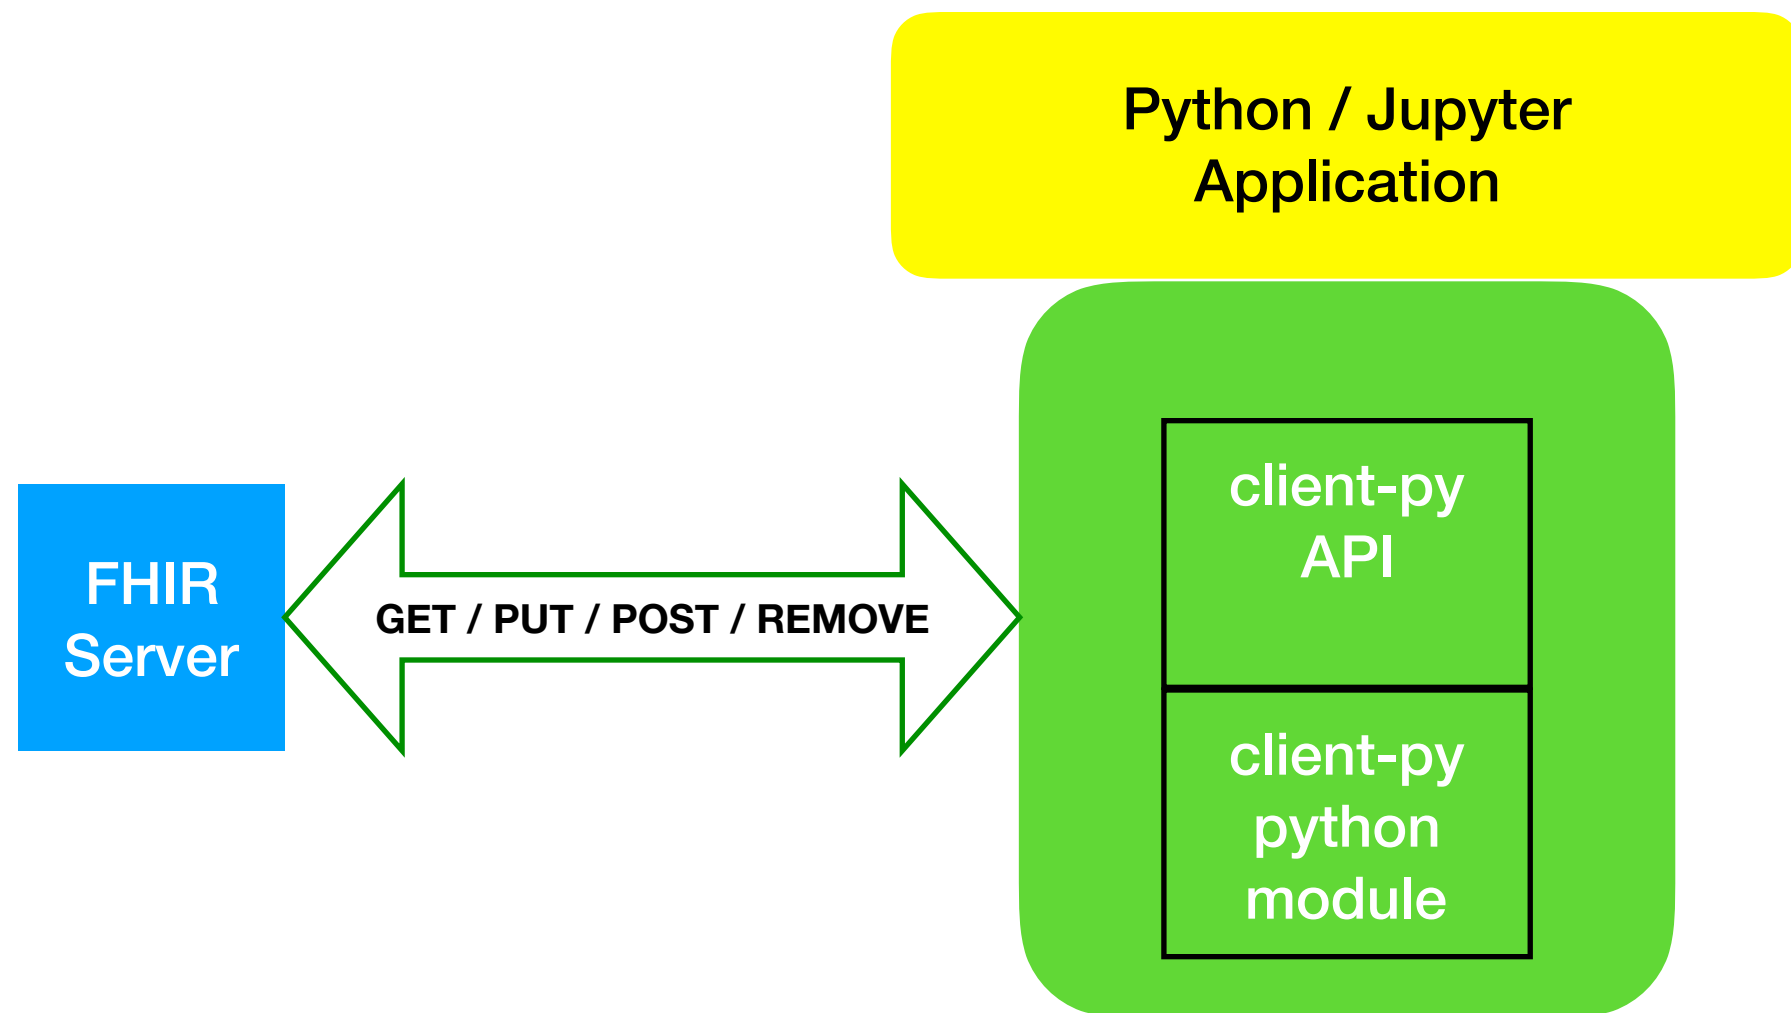 Python / Jupyter
Application
client-py
API
FHIR
Server
GET / PUT / POST / REMOVE
client-py
python
module